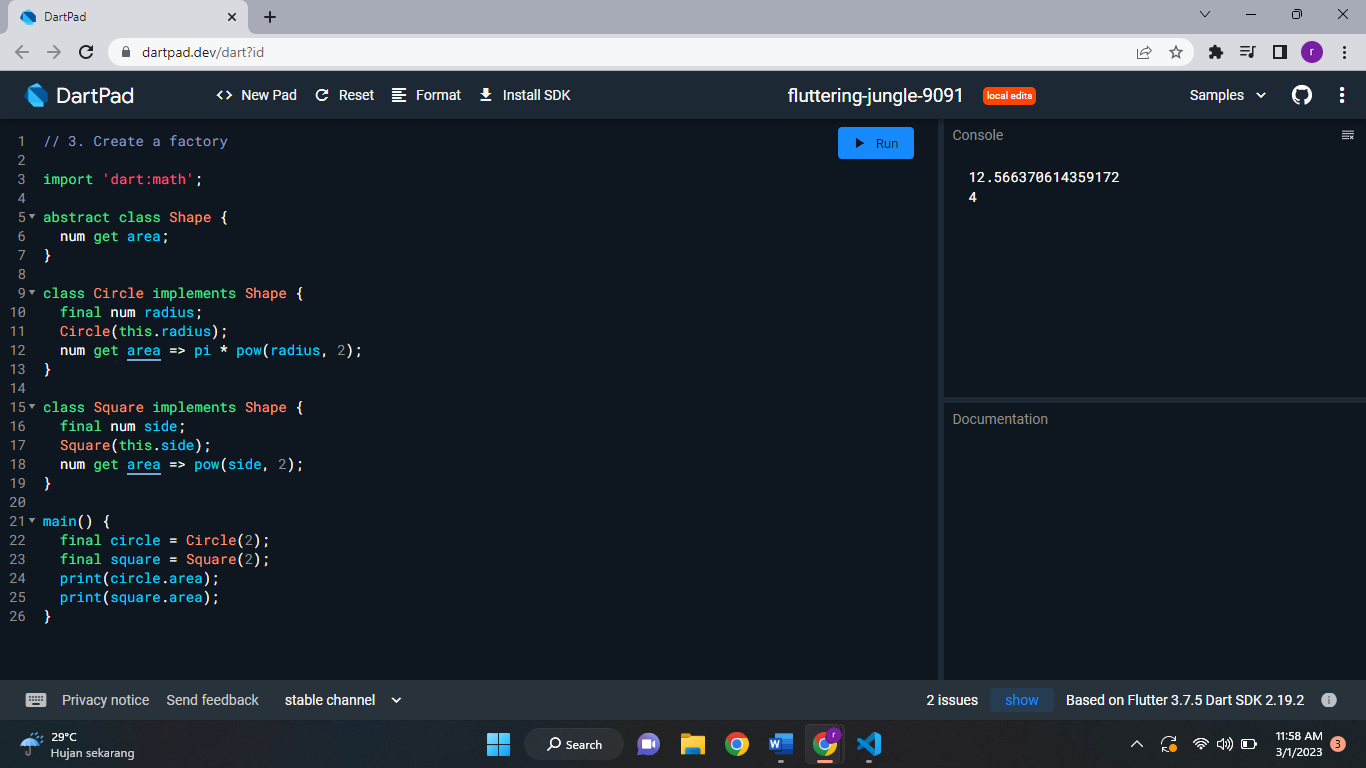 DartPad
dartpad.dev/dart?id
r
DartPad
<> New Pad Reset Format Install SDK
fluttering-jungle-9091 local edits
Samples
1 // 3. Create a factory
2
3 import 'dart:math';
4
5 abstract class Shape {
6 num get area;
7 }
8
9 class Circle implements Shape {
10 final num radius;
11 Circle(this.radius);
12 num get area => pi * pow(radius, 2);
13 }
14
15 class Square implements Shape {
16 final num side;
17 Square(this.side);
18 num get area => pow(side, 2);
19 }
20
21 main() {
22 final circle = Circle(2);
23 final square = Square(2);
24 print(circle.area);
25 print(square.area);
26 }
Run
Console
12.566370614359172
4
Documentation
Privacy notice Send feedback stable channel
2 issues show Based on Flutter 3.7.5 Dart SDK 2.19.2
29°C
Hujan sekarang
Search
r
11:58 AM
3/1/2023
3